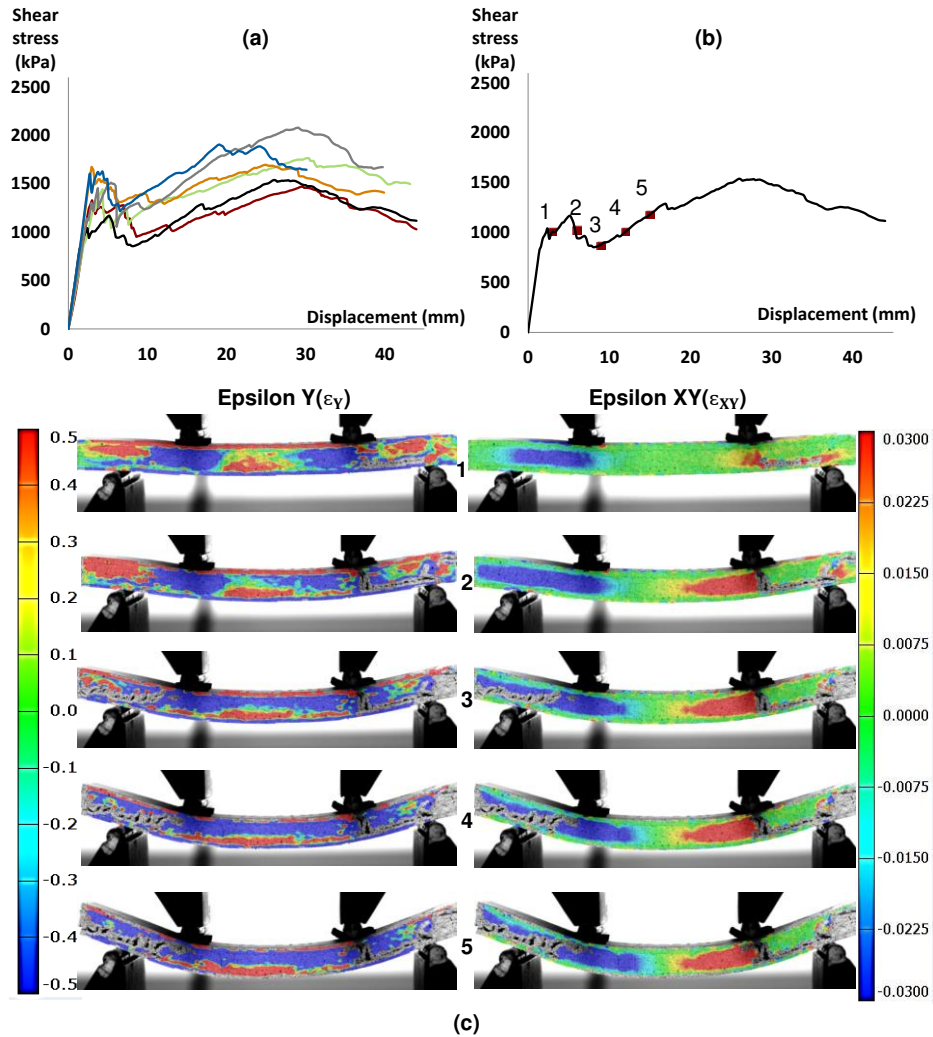 Shear
stress
(kPa)
(a)
2500
2000
1500
1000
500
0
0 10 20 30 40
Displacement (mm)
Shear
stress
(kPa)
(b)
2500
2000
1500
1000
500
0
0 10 20 30 40
1 2 3 4 5
Displacement (mm)
Epsilon Y(εY)
Epsilon XY(εXY)
0.5
0.4
0.3
0.2
0.1
0.0
-0.1
-0.2
-0.3
-0.4
-0.5
1
2
3
4
5
0.0300
0.0225
0.0150
0.0075
0.0000
-0.0075
-0.0150
-0.0225
-0.0300
(c)